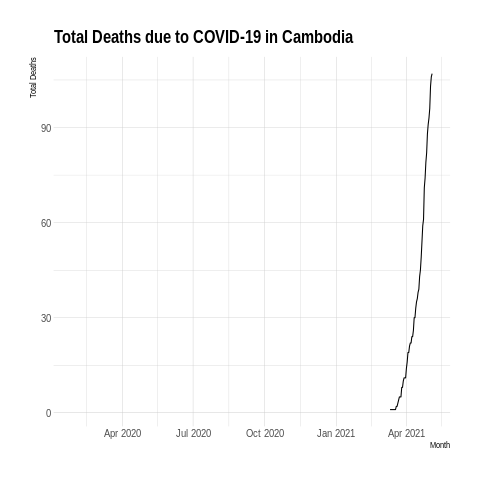 Total Deaths due to COVID-19 in Cambodia
Total Deaths
90
60
30
0
Apr 2020 Jul 2020 Oct 2020 Jan 2021 Apr 2021
Month